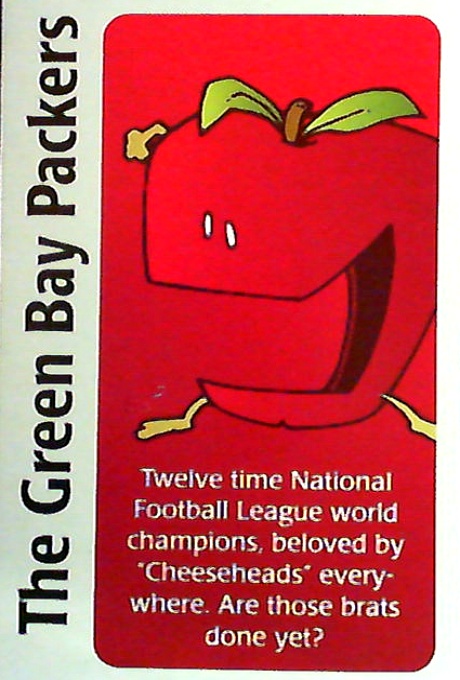 The Green Bay Packers
Twelve time National
Football League world
champions, beloved by
"Cheeseheads" every-
where. Are those brats
done yet?